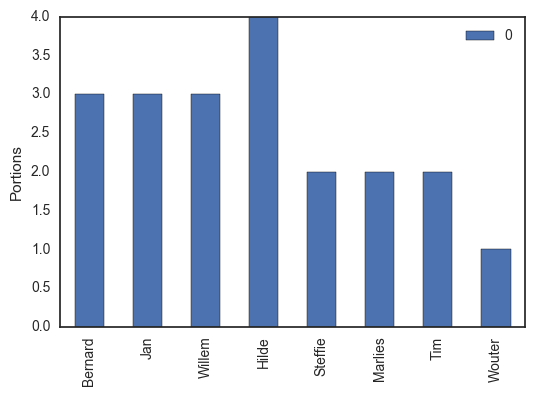 4.0
3.5
3.0
2.5
2.0
1.5
1.0
0.5
0.0
Portions
0
Bernard
Jan
Willem
Hilde
Steffie
Marlies
Tim
Wouter